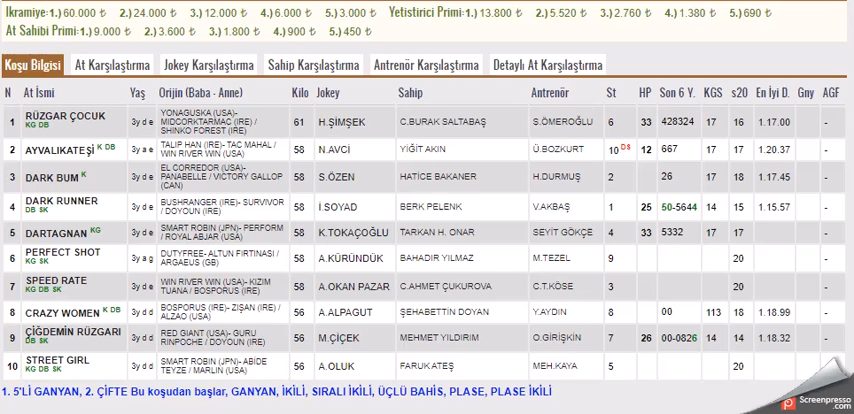 İkramiye:1.) 60.000 ₺ 2.) 24.000 ₺ 3.) 12.000 ₺ 4.) 6.000 ₺ 5.) 3.000 ₺ Yetistirici Primi:1.) 13.800 ₺ 2.) 5.520 ₺ 3.) 2.760 ₺ 4.) 1.380 ₺ 5.) 690 ₺
At Sahibi Primi:1.) 9.000 ₺ 2.) 3.600 ₺ 3.) 1.800 ₺ 4.) 900 ₺ 5.) 450 ₺
Koşu Bilgisi At Karşılaştırma Jokey Karşılaştırma Sahip Karşılaştırma Antrenör Karşılaştırma Detaylı At Karşılaştırma
N At İsmi Yaş Orijin (Baba - Anne) Kilo Jokey Sahip Antrenör St HP Son 6 Y. KGS s20 En İyi D. Gny AGF
1 RÜZGAR ÇOCUK KG DB 3y d e YONAGUSKA (USA)- MIDCORKTARMAC (IRE) / SHINKO FOREST (IRE) 61 H.ŞİMŞEK C.BURAK SALTABAŞ S.ÖMEROĞLU 6 33 428324 17 16 1.17.00 -
2 AYVALIKATEŞİ K DB 3y a e TALIP HAN (IRE)- TAC MAHAL / WIN RIVER WIN (USA) 58 N.AVCİ YİĞİT AKIN Ü.BOZKURT 10 DS 12 667 17 17 1.20.37 -
3 DARK BUM K 3y d e EL CORREDOR (USA)- PANABELLE / VICTORY GALLOP (CAN) 58 S.ÖZEN HATİCE BAKANER H.DURMUŞ 2 26 17 18 1.17.45 -
4 DARK RUNNER DB SK 3y d e BUSHRANGER (IRE)- SURVIVOR / DOYOUN (IRE) 58 İ.SOYAD BERK PELENK V.AKBAŞ 1 25 50-5644 14 15 1.15.57 -
5 DARTAGNAN KG 3y d e SMART ROBIN (JPN)- PERFORM / ROYAL ABJAR (USA) 58 K.TOKAÇOĞLU TARKAN H. ONAR SEYİT GÖKÇE 4 33 5332 17 17 -
6 PERFECT SHOT KG SK 3y a g DUTYFREE- ALTUN FIRTINASI / ARGAEUS (GB) 58 A.KÜRÜNDÜK BAHADIR YILMAZ M.TEZEL 9 20 -
7 SPEED RATE KG DB SK 3y d e WIN RIVER WIN (USA)- KIZIM TUANA / BOSPORUS (IRE) 58 A.OKAN PAZAR C.AHMET ÇUKUROVA C.T.KÖSE 3 20 -
8 CRAZY WOMEN K DB 3y d d BOSPORUS (IRE)- ZIŞAN (IRE) / ALZAO (USA) 56 A.ALPAGUT ŞEHABETTİN DOYAN Y.AYDIN 8 00 113 18 1.18.99 -
9 ÇİĞDEMİN RÜZGARI DB SK 3y d d RED GIANT (USA)- GURU RINPOCHE / DOYOUN (IRE) 56 M.ÇİÇEK MEHMET YILDIRIM O.GİRİŞKİN 7 26 00-0826 14 14 1.18.32 -
10 STREET GIRL KG DB SK 3y d d SMART ROBIN (JPN)- ABIDE TEYZE / MARLIN (USA) 56 A.OLUK FARUK ATEŞ MEH.KAYA 5 20
1. 5'Lİ GANYAN, 2. ÇİFTE Bu koşudan başlar, GANYAN, İKİLİ, SIRALI İKİLİ, ÜÇLÜ BAHİS, PLASE, PLASE İKİLİ
Screenpresso.com